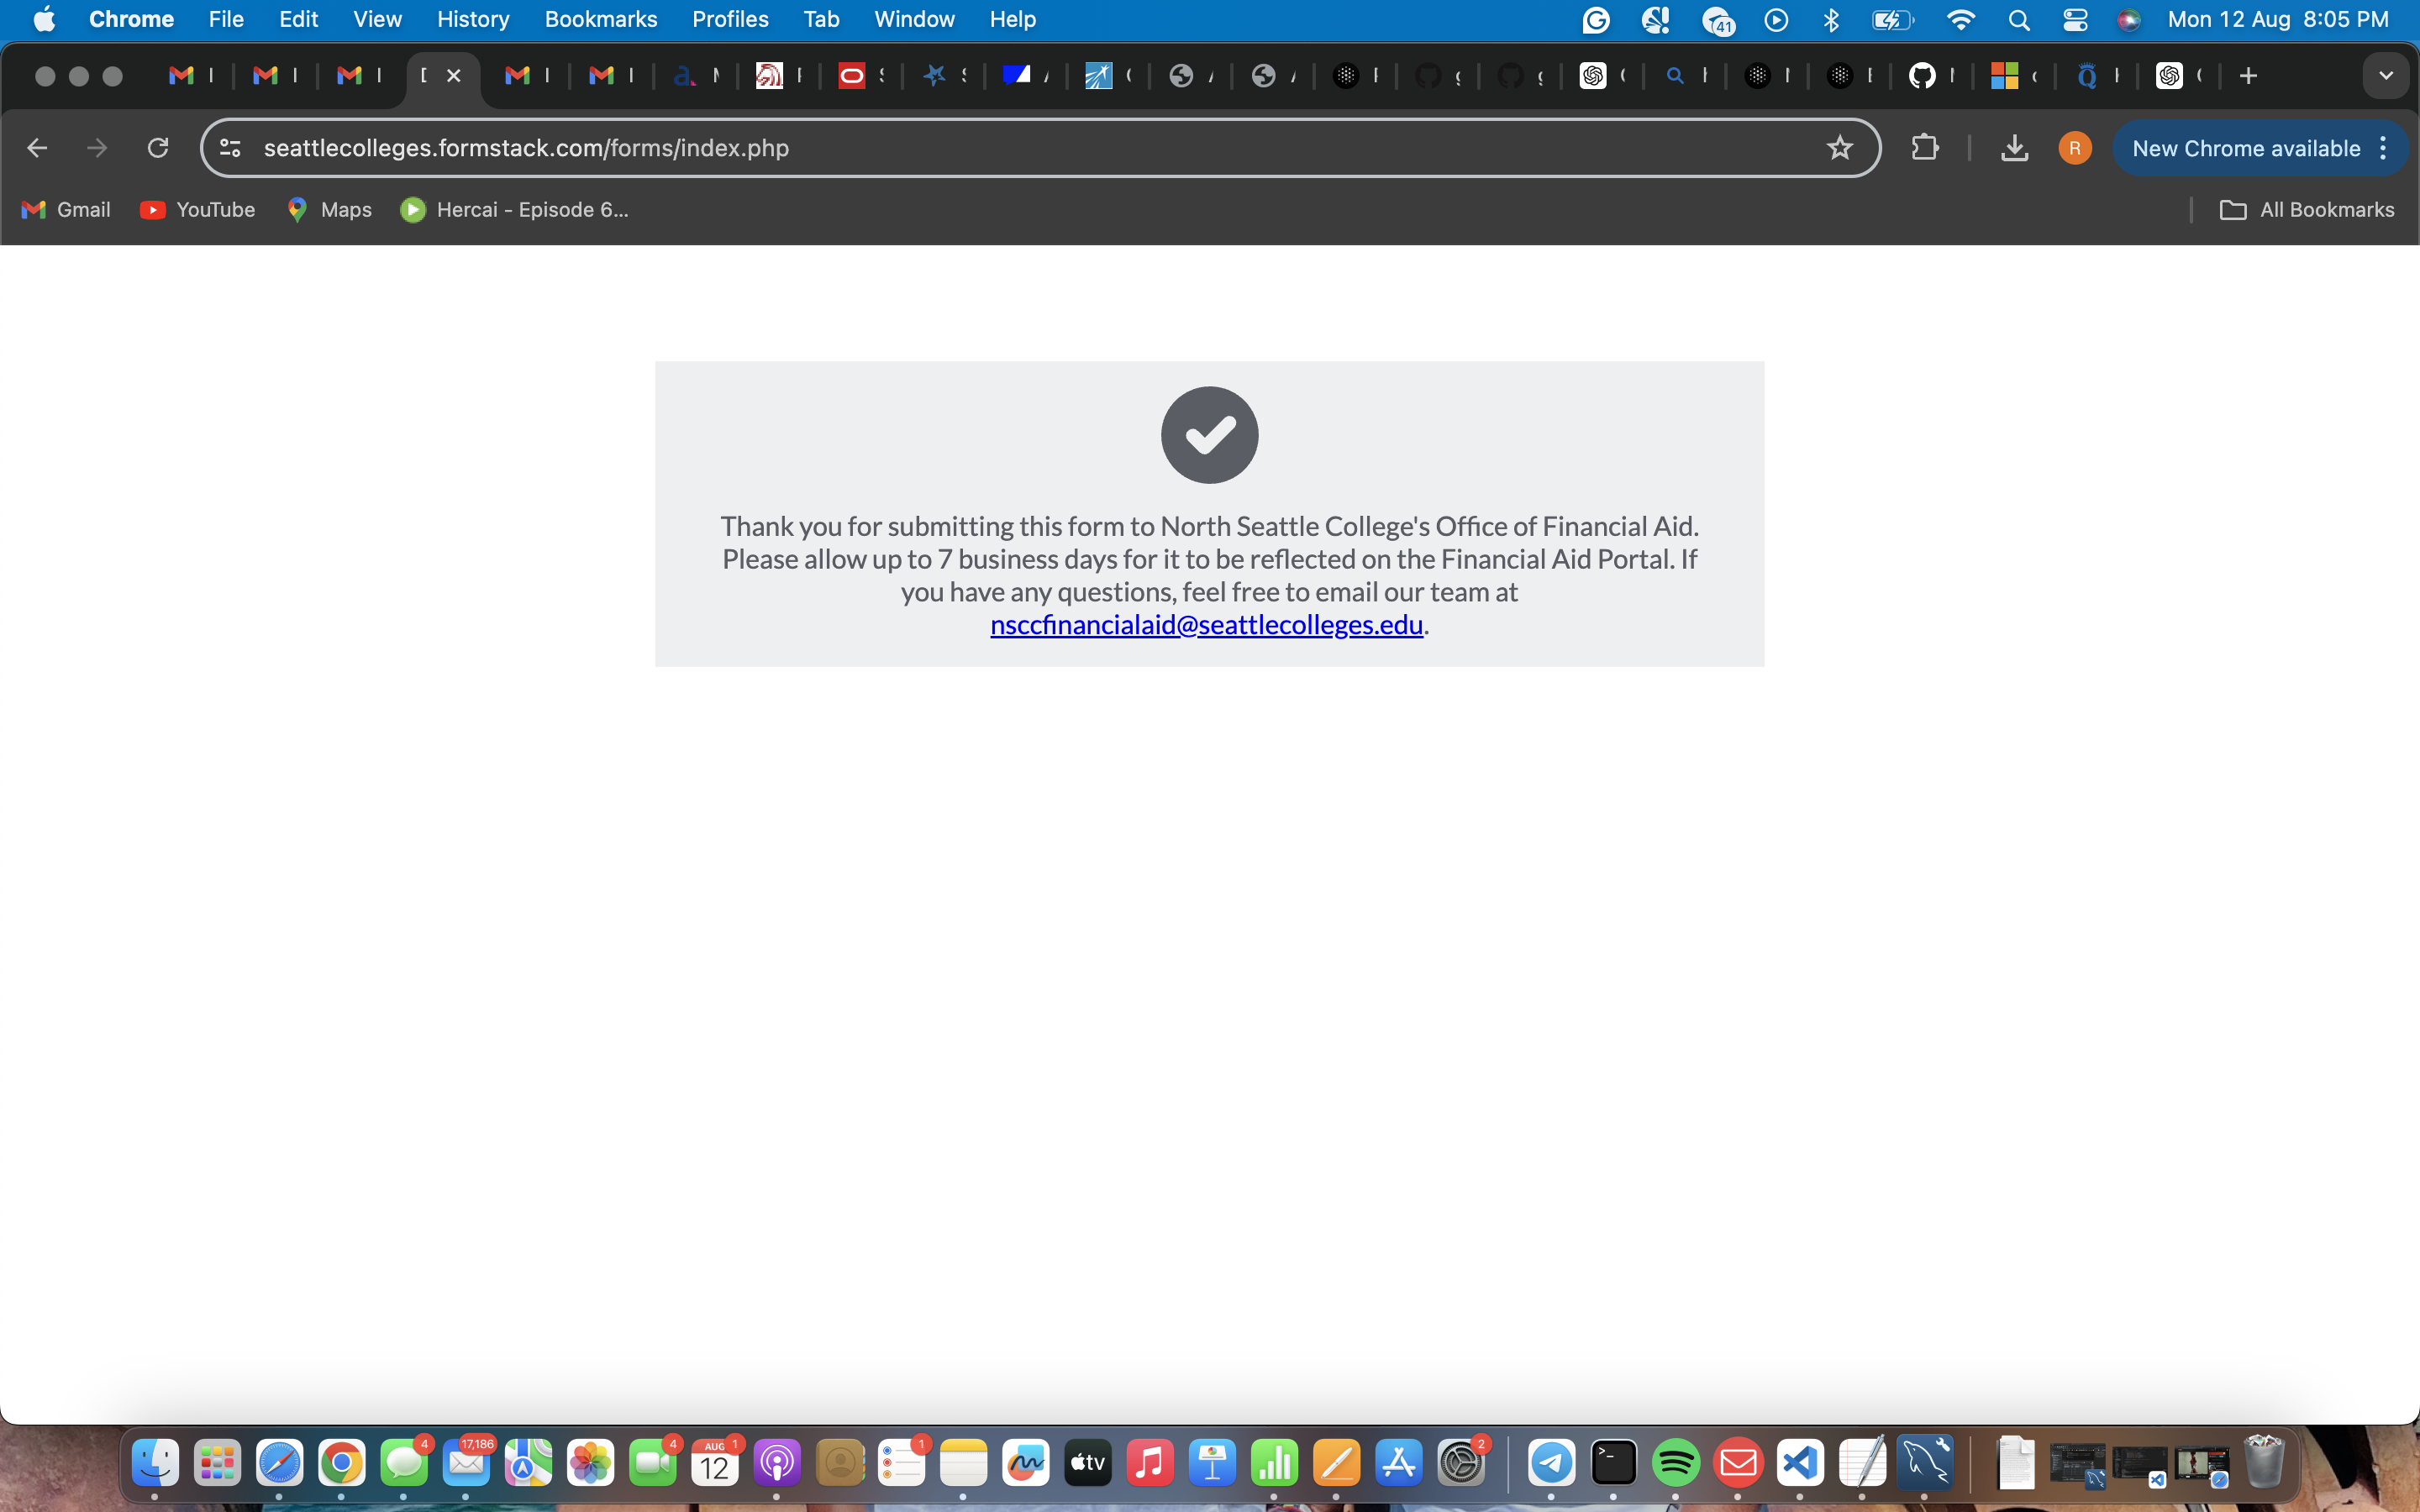 Chrome File Edit View History Bookmarks Profiles Tab Window Help 41 Mon 12 Aug 8:05 PM
seattlecolleges.formstack.com/forms/index.php R New Chrome available
Gmail YouTube Maps Hercai - Episode 6... All Bookmarks
Thank you for submitting this form to North Seattle College's Office of Financial Aid.
Please allow up to 7 business days for it to be reflected on the Financial Aid Portal. If
you have any questions, feel free to email our team at
nsccfinancialaid@seattlecolleges.edu.
4 17,186 4 AUG 1 1 2
12 tv